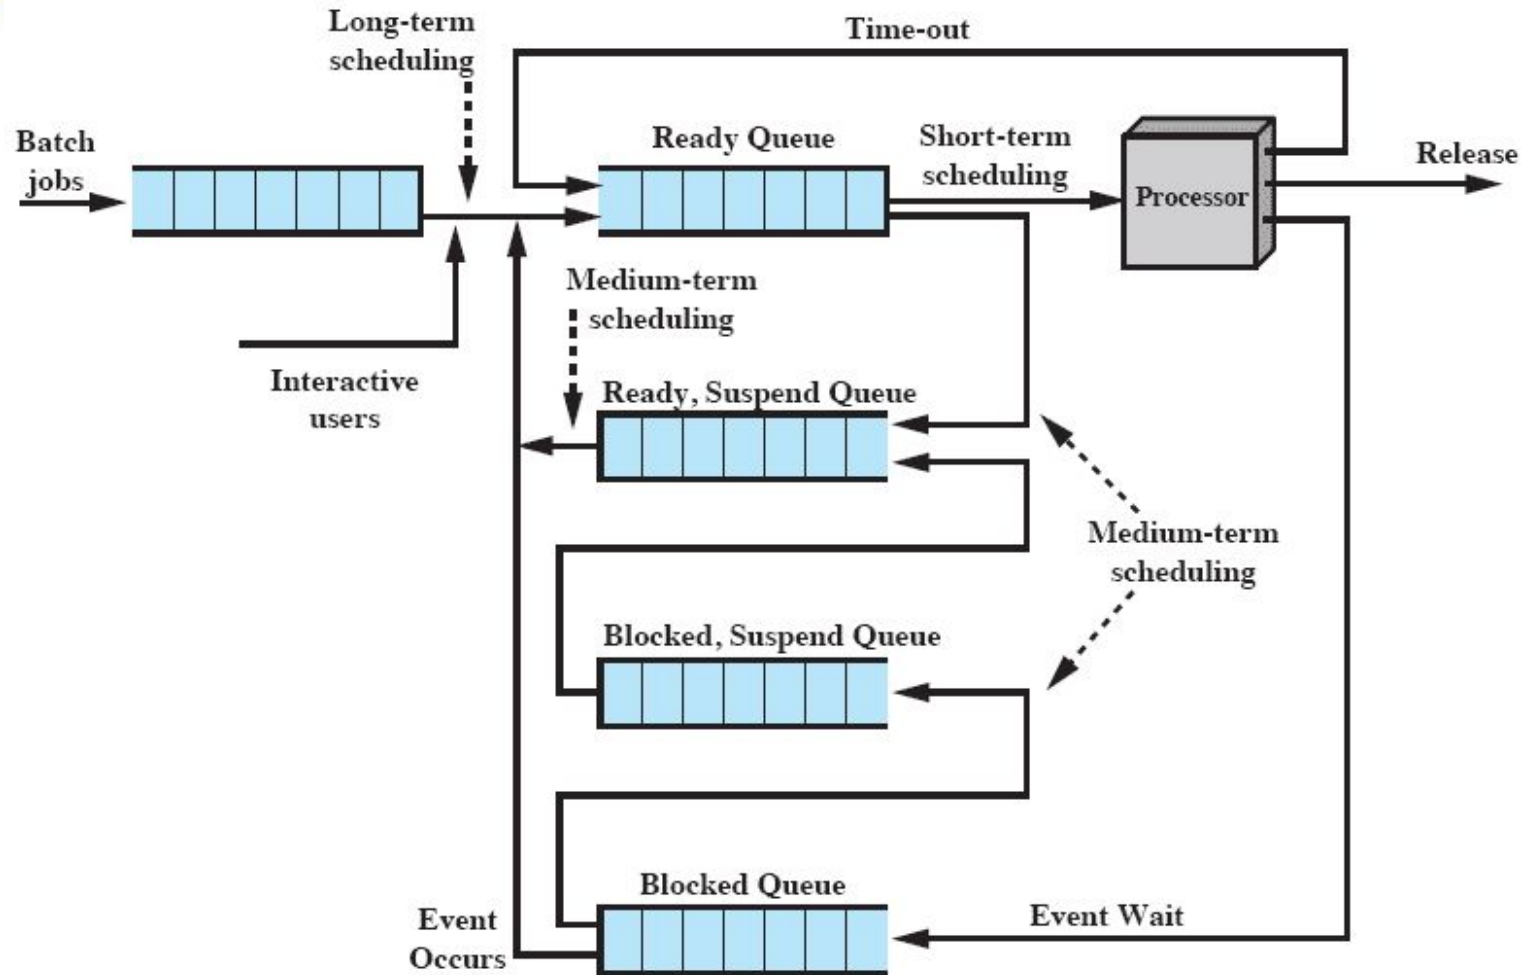 Long-term
scheduling
Time-out
Batch
jobs
Ready Queue
Short-term
scheduling
Processor
Release
Medium-term
scheduling
Interactive
users
Ready, Suspend Queue
Medium-term
scheduling
Blocked, Suspend Queue
Blocked Queue
Event
Occurs
Event Wait